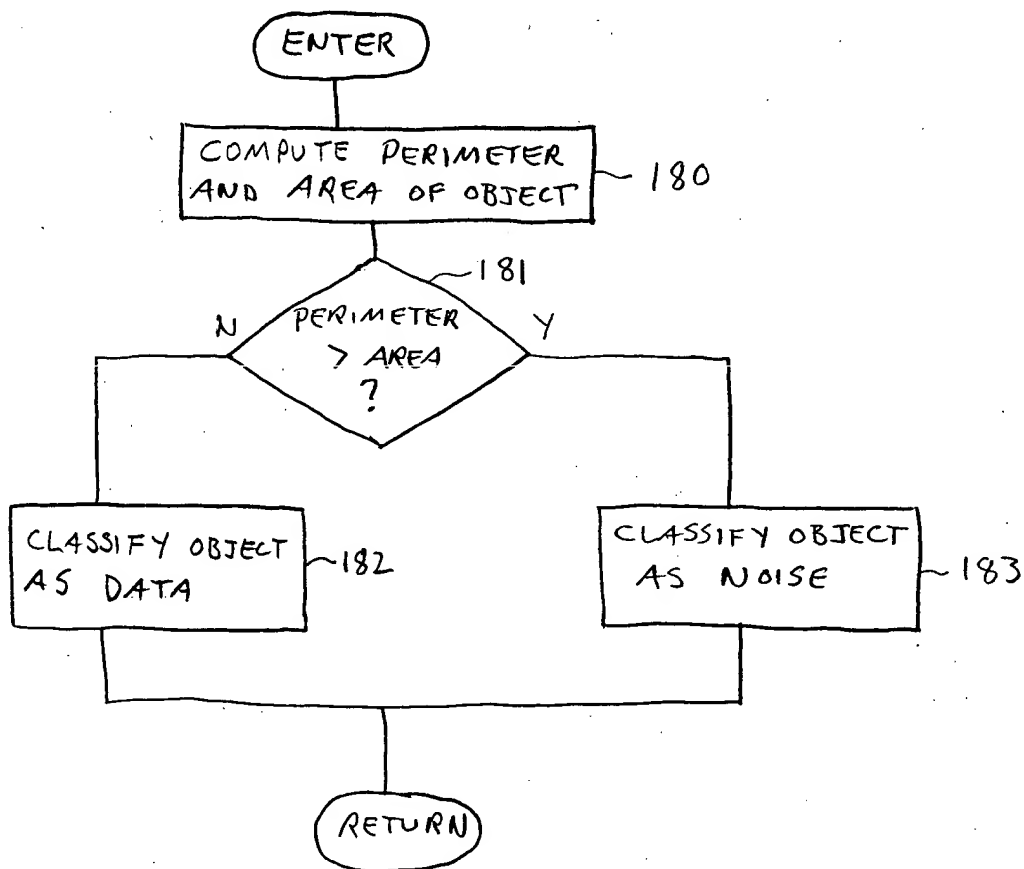 ENTER
COMPUTE PERIMETER
AND AREA OF OBJECT
180
181
N
PERIMETER
Y
> AREA
?
CLASSIFY OBJECT
AS DATA
182
CLASSIFY OBJECT
AS NOISE
183
RETURN